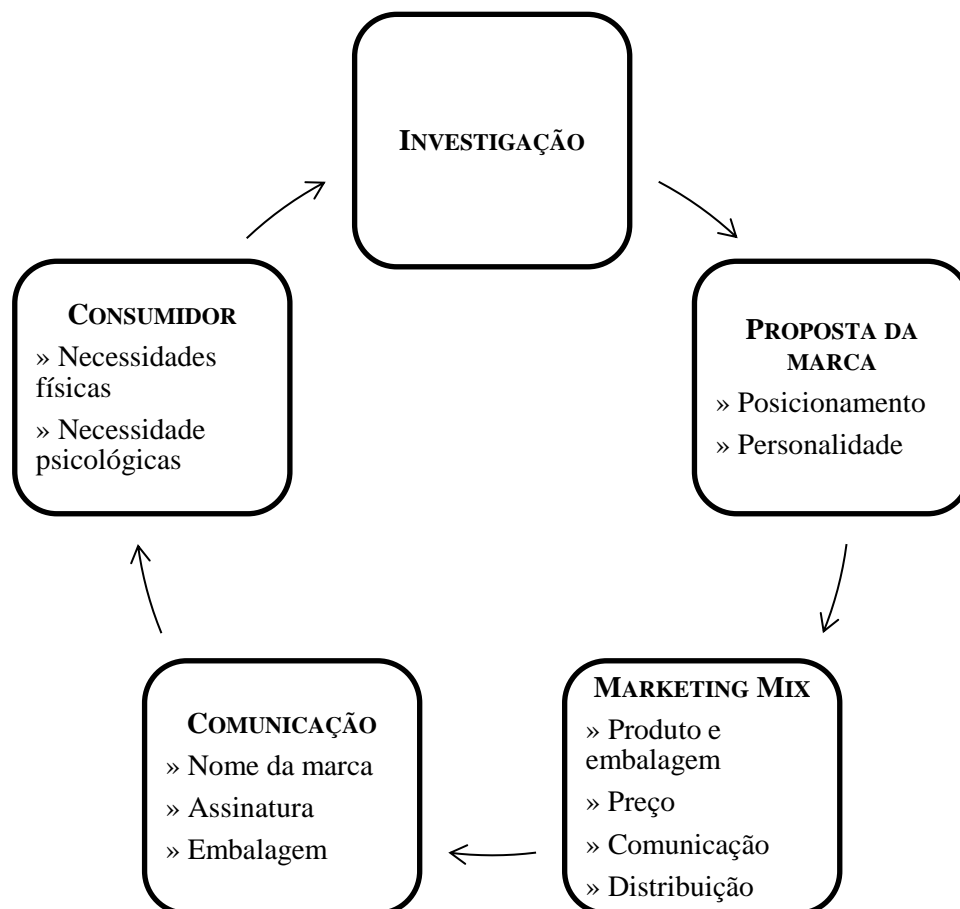 INVESTIGAÇÃO
PROPOSTA DA
MARCA
» Posicionamento
» Personalidade
MARKETING MIX
» Produto e
embalagem
» Preço
» Comunicação
» Distribuição
COMUNICAÇÃO
» Nome da marca
» Assinatura
» Embalagem
CONSUMIDOR
» Necessidades
físicas
» Necessidade
psicológicas